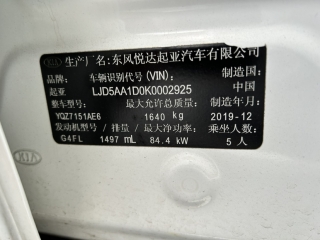 KIA 生产厂名:东风悦达起亚汽车有限公司
品牌: 车辆识别代号(VIN): 制造国:
起亚 LJD5AA1D0K0002925 中国
整车型号: 最大允许总质量: 制造年月:
YQZ7151AE6 1640 kg 2019-12
发动机型号/排量/最大净功率: 乘坐人数:
G4FL 1497 mL 84.4 kW 5 人
KIA